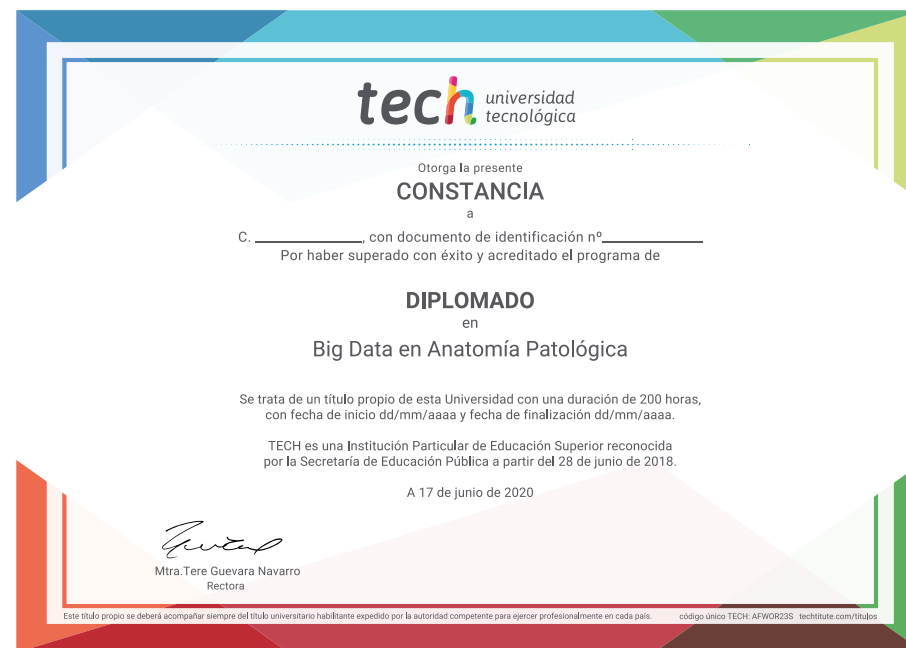 tech universidad
tecnológica
Otorga la presente
CONSTANCIA
a
C. ______________, con documento de identificación nº______________
Por haber superado con éxito y acreditado el programa de
DIPLOMADO
en
Big Data en Anatomía Patológica
Se trata de un título propio de esta Universidad con una duración de 200 horas,
con fecha de inicio dd/mm/aaaa y fecha de finalización dd/mm/aaaa.
TECH es una Institución Particular de Educación Superior reconocida
por la Secretaría de Educación Pública a partir del 28 de junio de 2018.
A 17 de junio de 2020
Mtra.Tere Guevara Navarro
Rectora
Este título propio se deberá acompañar siempre del título universitario habilitante expedido por la autoridad competente para ejercer profesionalmente en cada país. código único TECH: AFWOR23S techtitute.com/titulos